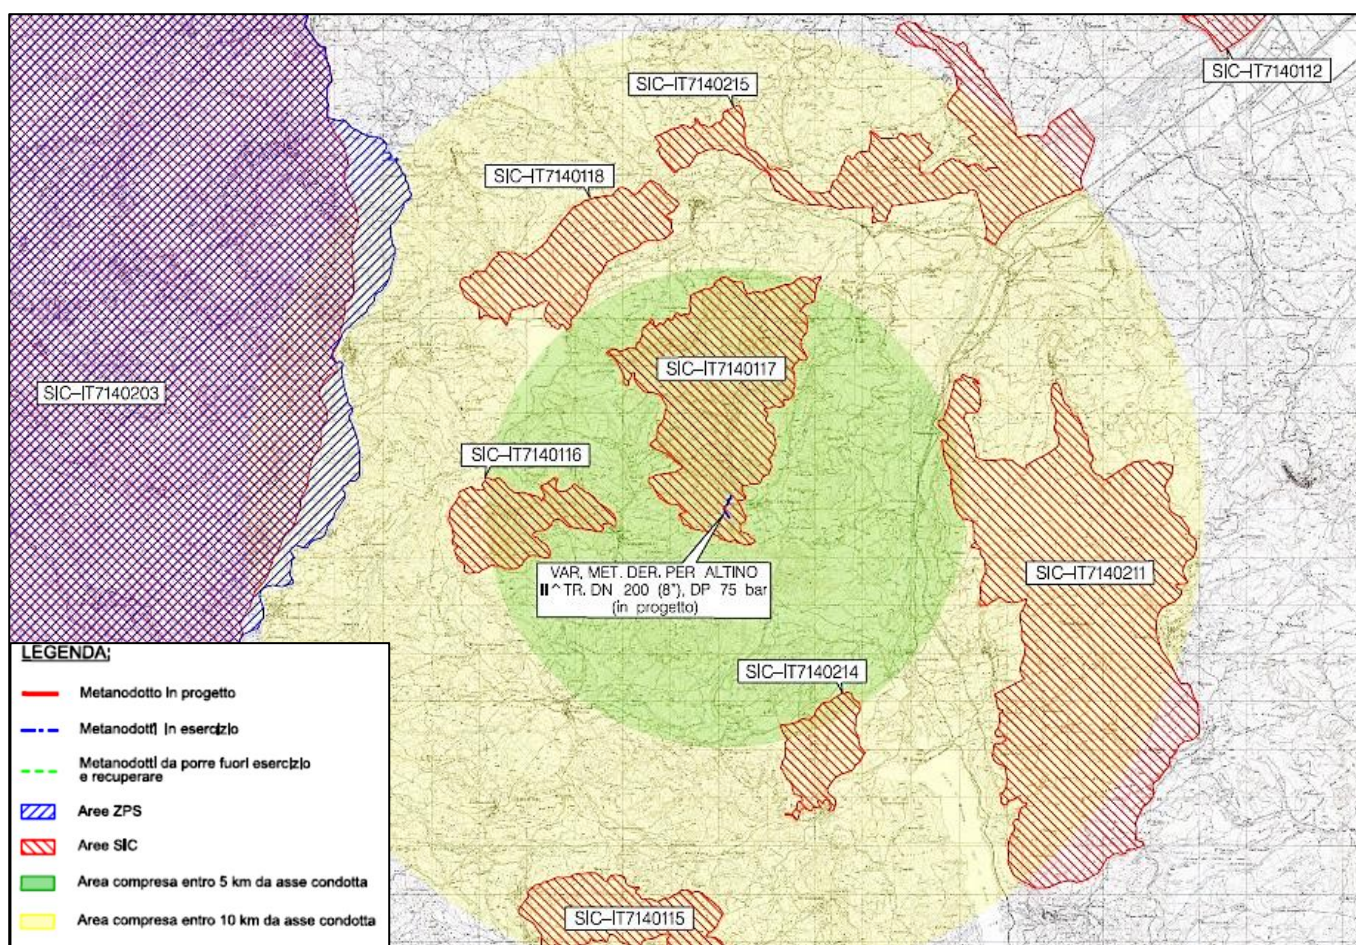 SIC-IT7140112
SIC-IT7140215
SIC-IT7140118
SIC-IT7140117
SIC-IT7140203
SIC-IT7140116
VAR. MET. DER. PER ALTINO
II^TR. DN 200 (8"), DP 75 bar
(in progetto)
SIC-IT7140211
SIC-IT7140214
SIC-IT7140115
LEGENDA:
Metanodotto In progetto
Metanodotti In esercizio
Metanodotti da porre fuori esercizio
e recuperare
Aree ZPS
Aree SIC
Area compresa entro 5 km da asse condotta
Area compresa entro 10 km da asse condotta